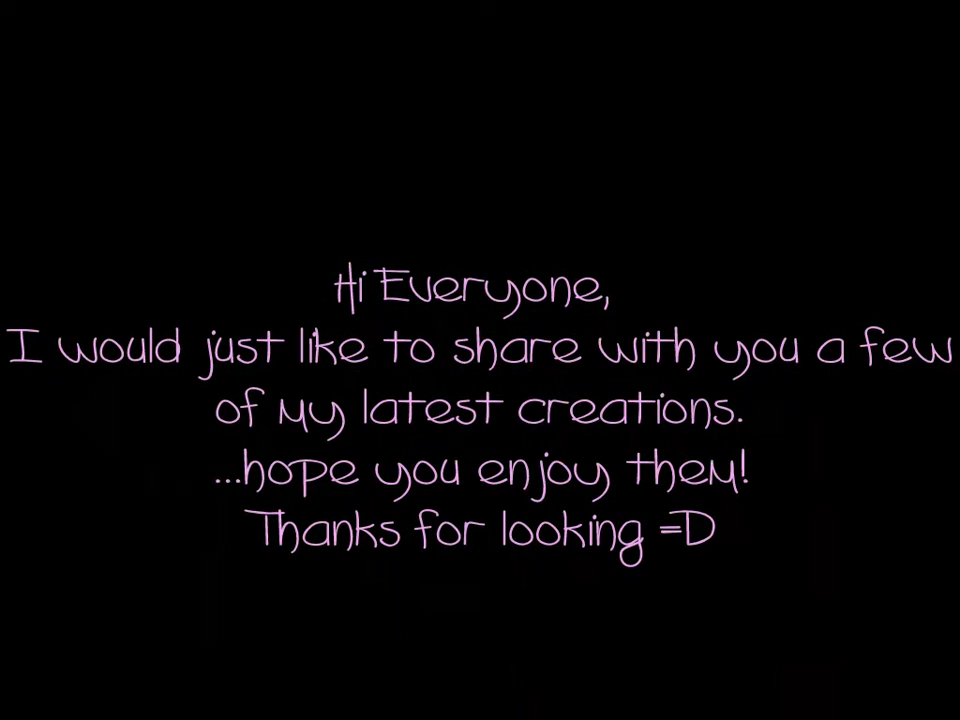 Hi Everyone,
I would just like to share with you a few
of my latest creations.
...hope you enjoy them!
Thanks for looking =D